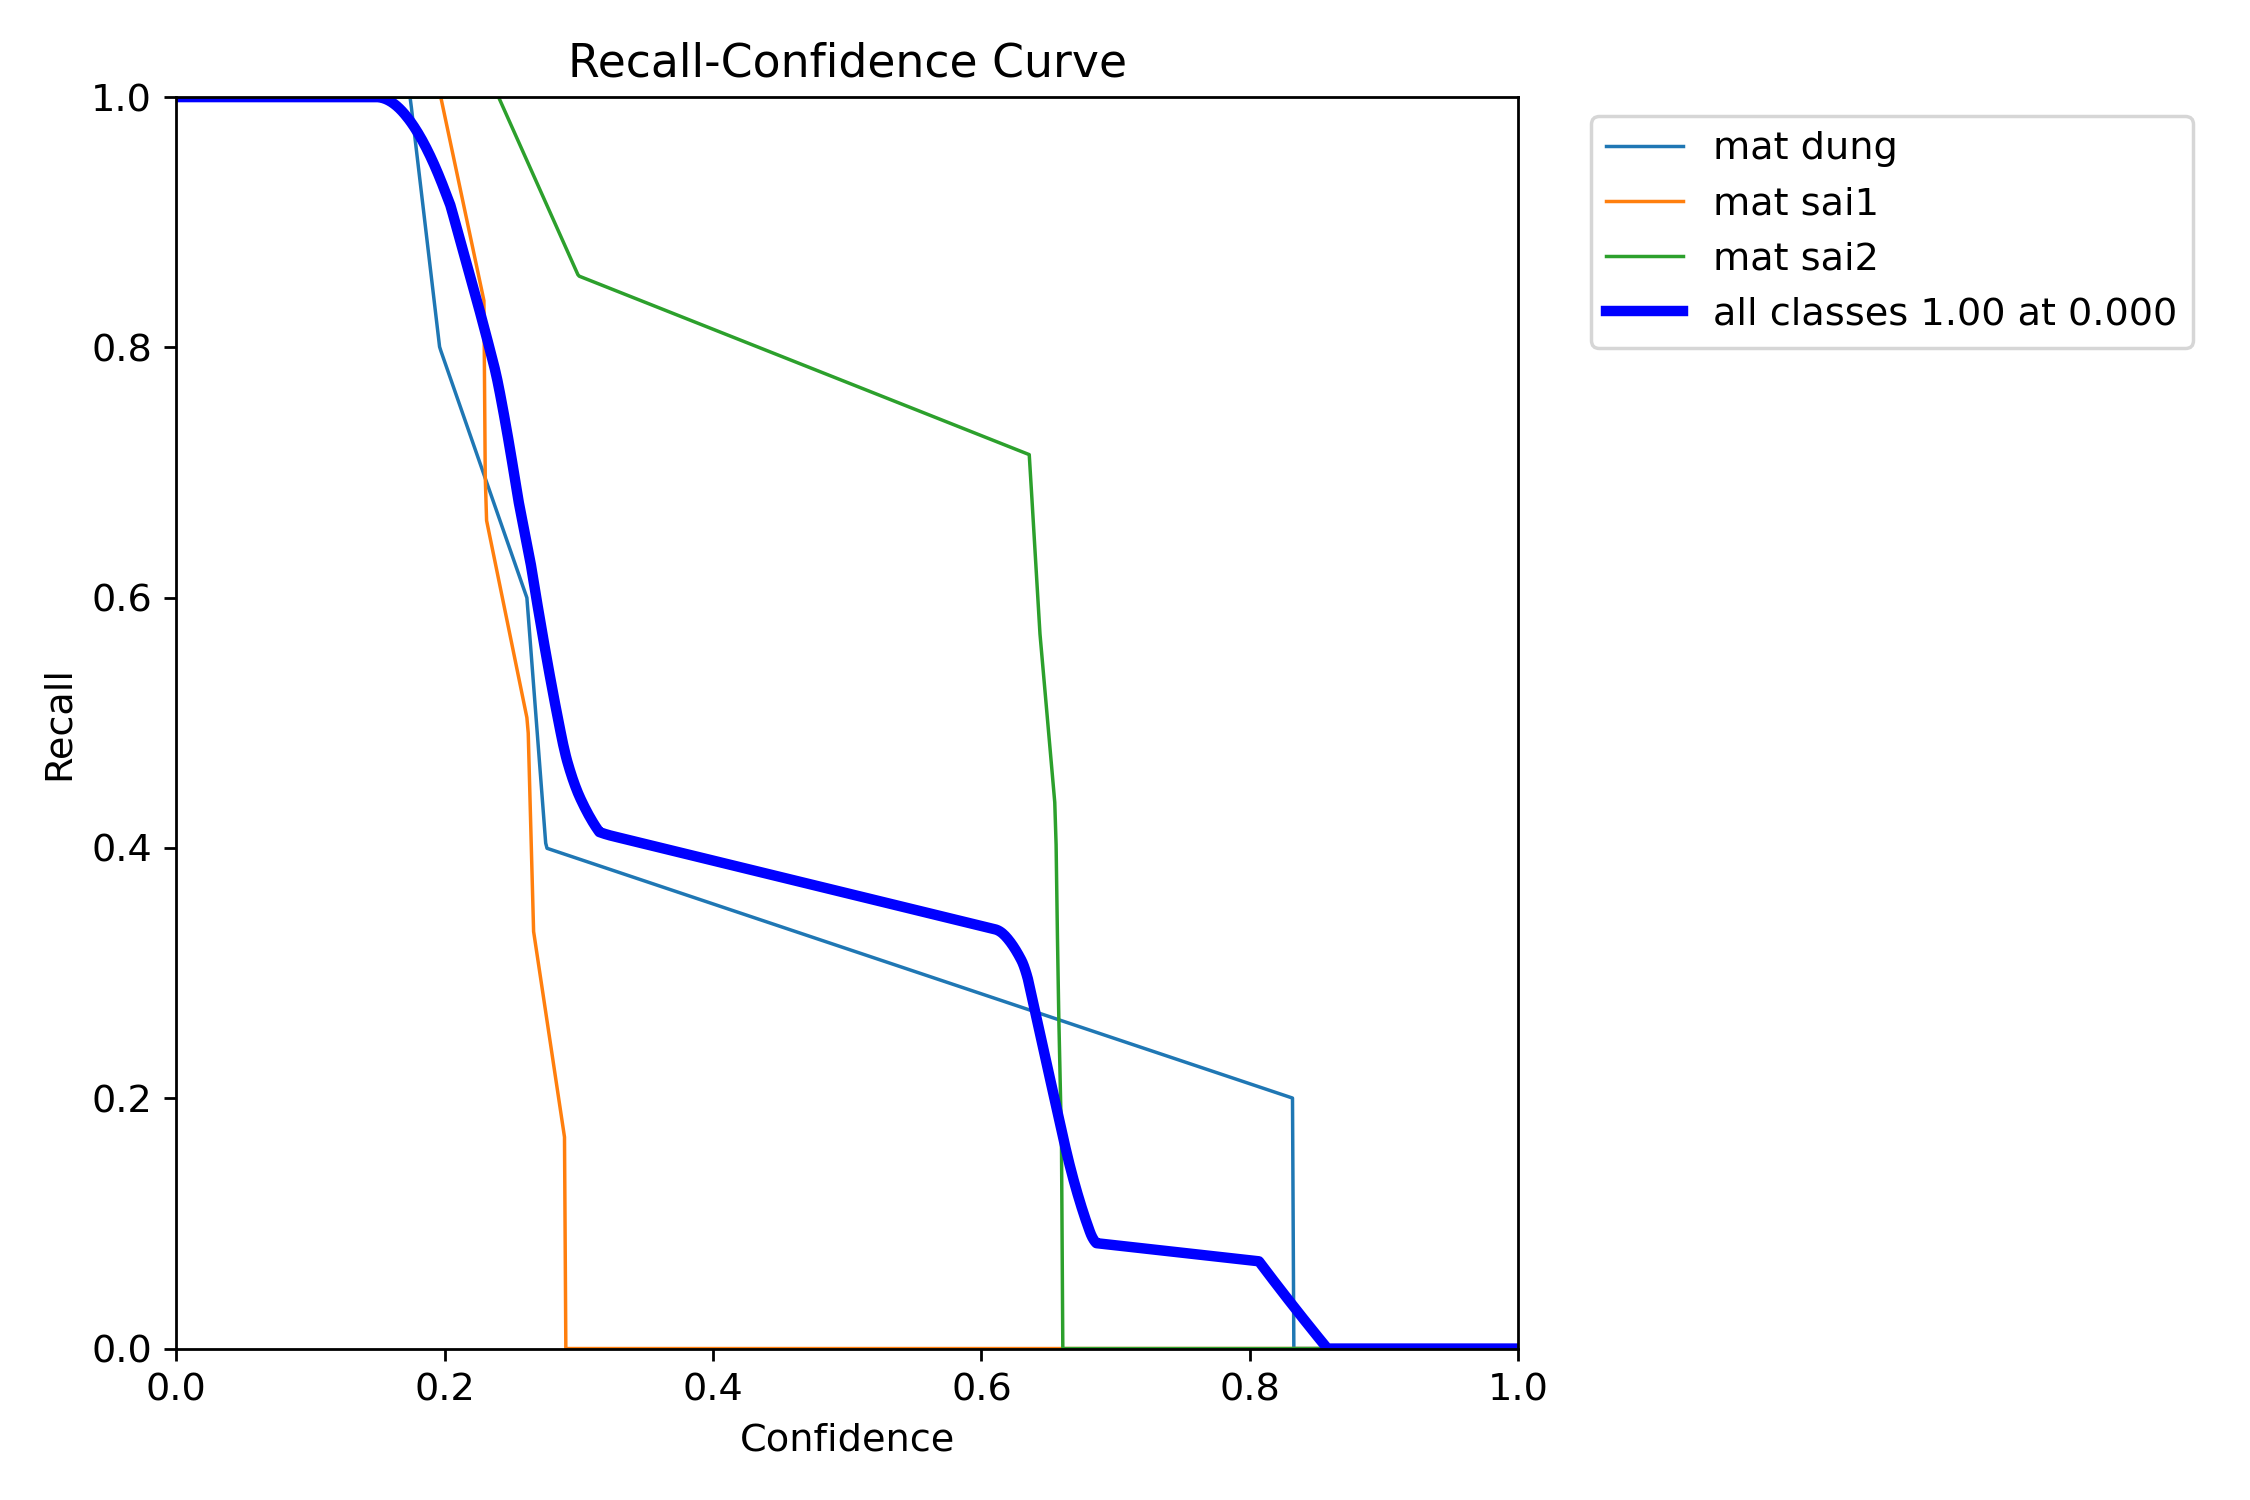 Recall-Confidence Curve
1.0
0.8
0.6
0.4
0.2
0.0
Recall
0.0 0.2 0.4 0.6 0.8 1.0
Confidence
mat dung
mat sai1
mat sai2
all classes 1.00 at 0.000